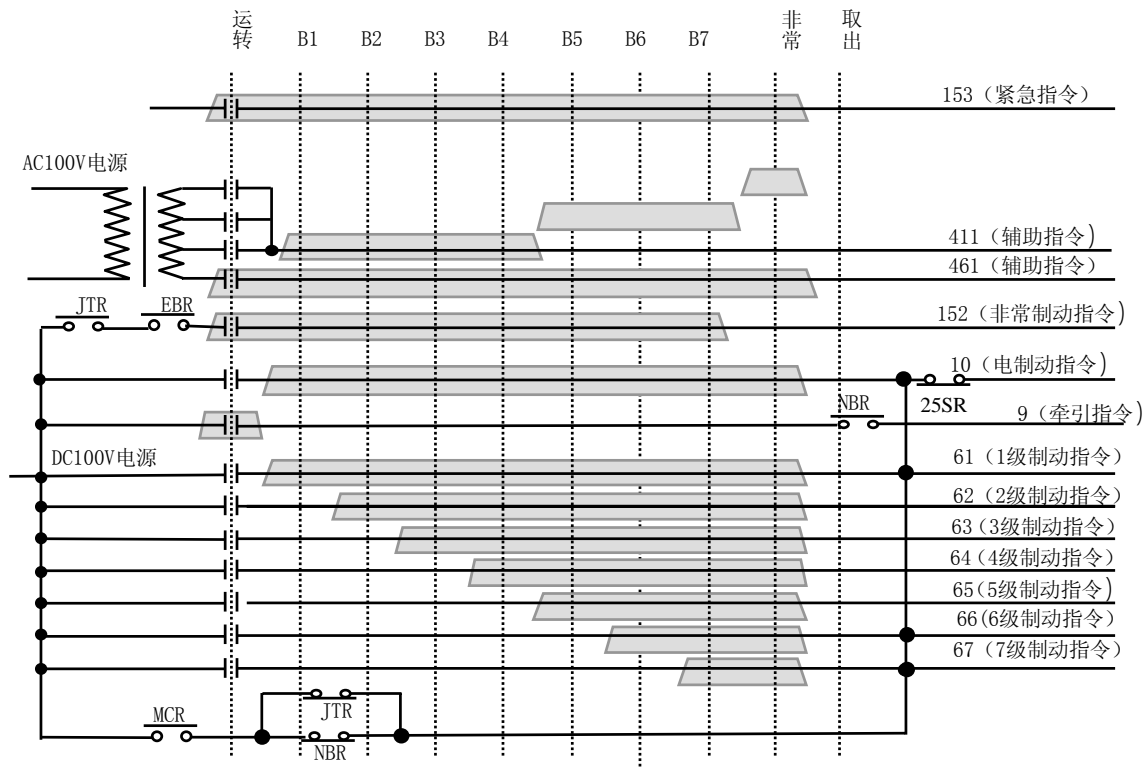 运转 B1 B2 B3 B4 B5 B6 B7 非常 取出
153（紧急指令）
AC100V电源
411（辅助指令)
461（辅助指令）
JTR EBR
152（非常制动指令)
10（电制动指令)
NBR 25SR
9（牵引指令)
DC100V电源
61（1级制动指令）
62（2级制动指令）
63（3级制动指令）
64（4级制动指令）
65(5级制动指令)
66(6级制动指令）
67（7级制动指令）
JTR
MCR
NBR